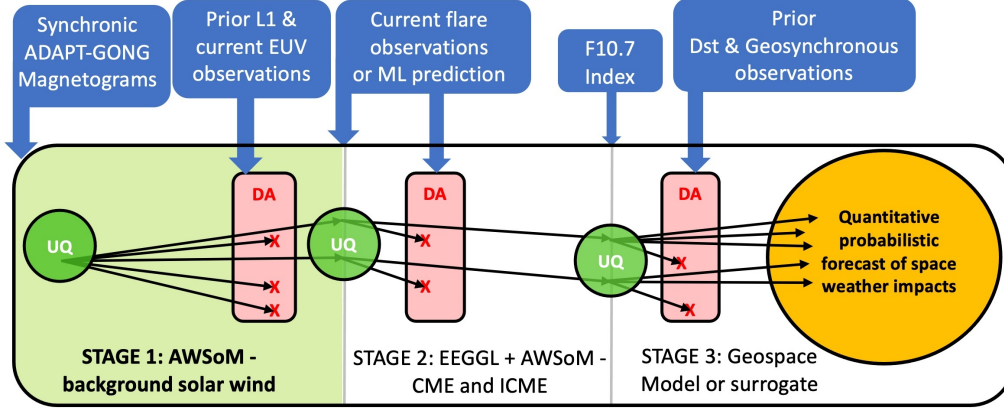 Synchronic
ADAPT-GONG
Magnetograms
Prior L1 &
current EUV
observations
Current flare
observations
or ML prediction
F10.7
Index
Prior
Dst & Geosynchronous
observations
UQ
DA
X
X
X
UQ
DA
X
X
UQ
DA
X
X
Quantitative
probabilistic
forecast of space
weather impacts
STAGE 1: AWSoM -
background solar wind
STAGE 2: EEGGL + AWSoM -
CME and ICME
STAGE 3: Geospace
Model or surrogate